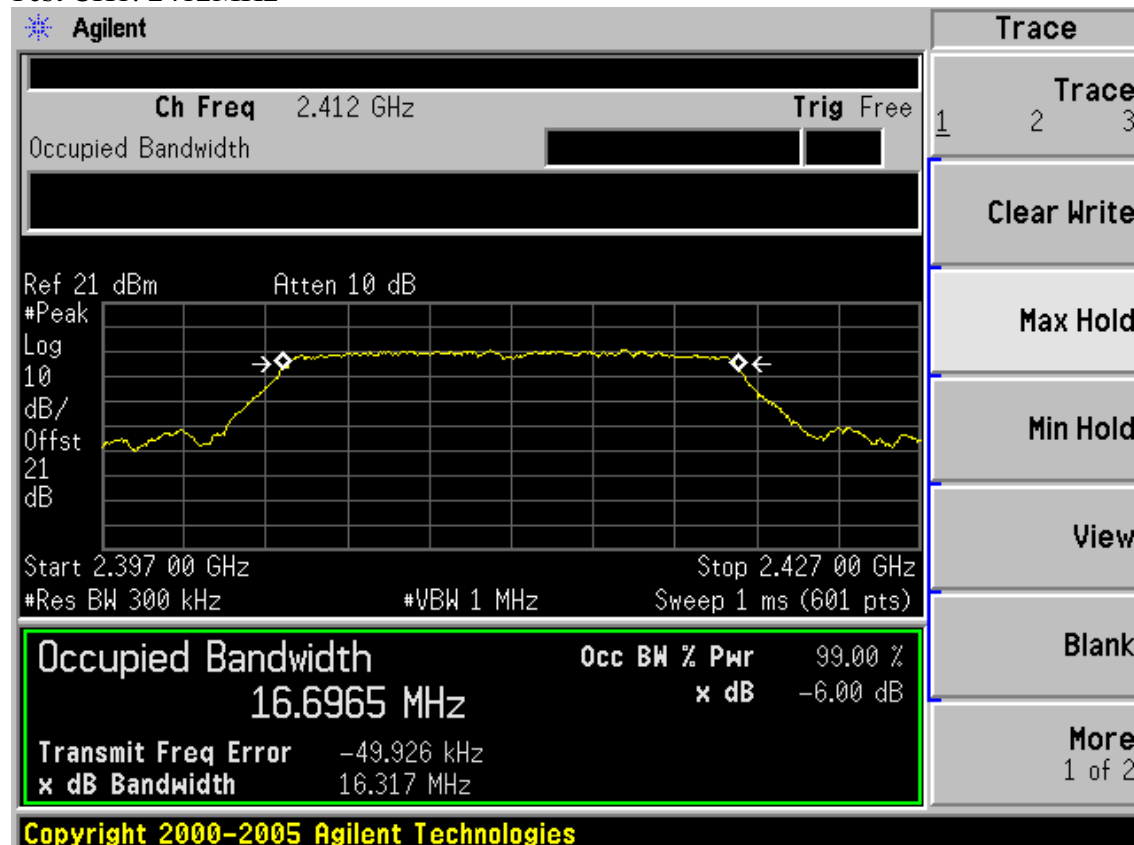 Agilent
Trace
Ch Freq 2.412 GHz Trig Free
Occupied Bandwidth
Trace
1 2 3
Clear Write
Max Hold
Min Hold
View
Blank
More
1 of 2
Ref 21 dBm Atten 10 dB
#Peak
Log
10
dB/
Offst
21
dB
Start 2.397 00 GHz Stop 2.427 00 GHz
#Res BW 300 kHz #VBW 1 MHz Sweep 1 ms (601 pts)
Occupied Bandwidth Occ BW % Pwr 99.00 %
16.6965 MHz x dB -6.00 dB
Transmit Freq Error -49.926 kHz
x dB Bandwidth 16.317 MHz
Copyright 2000-2005 Agilent Technologies